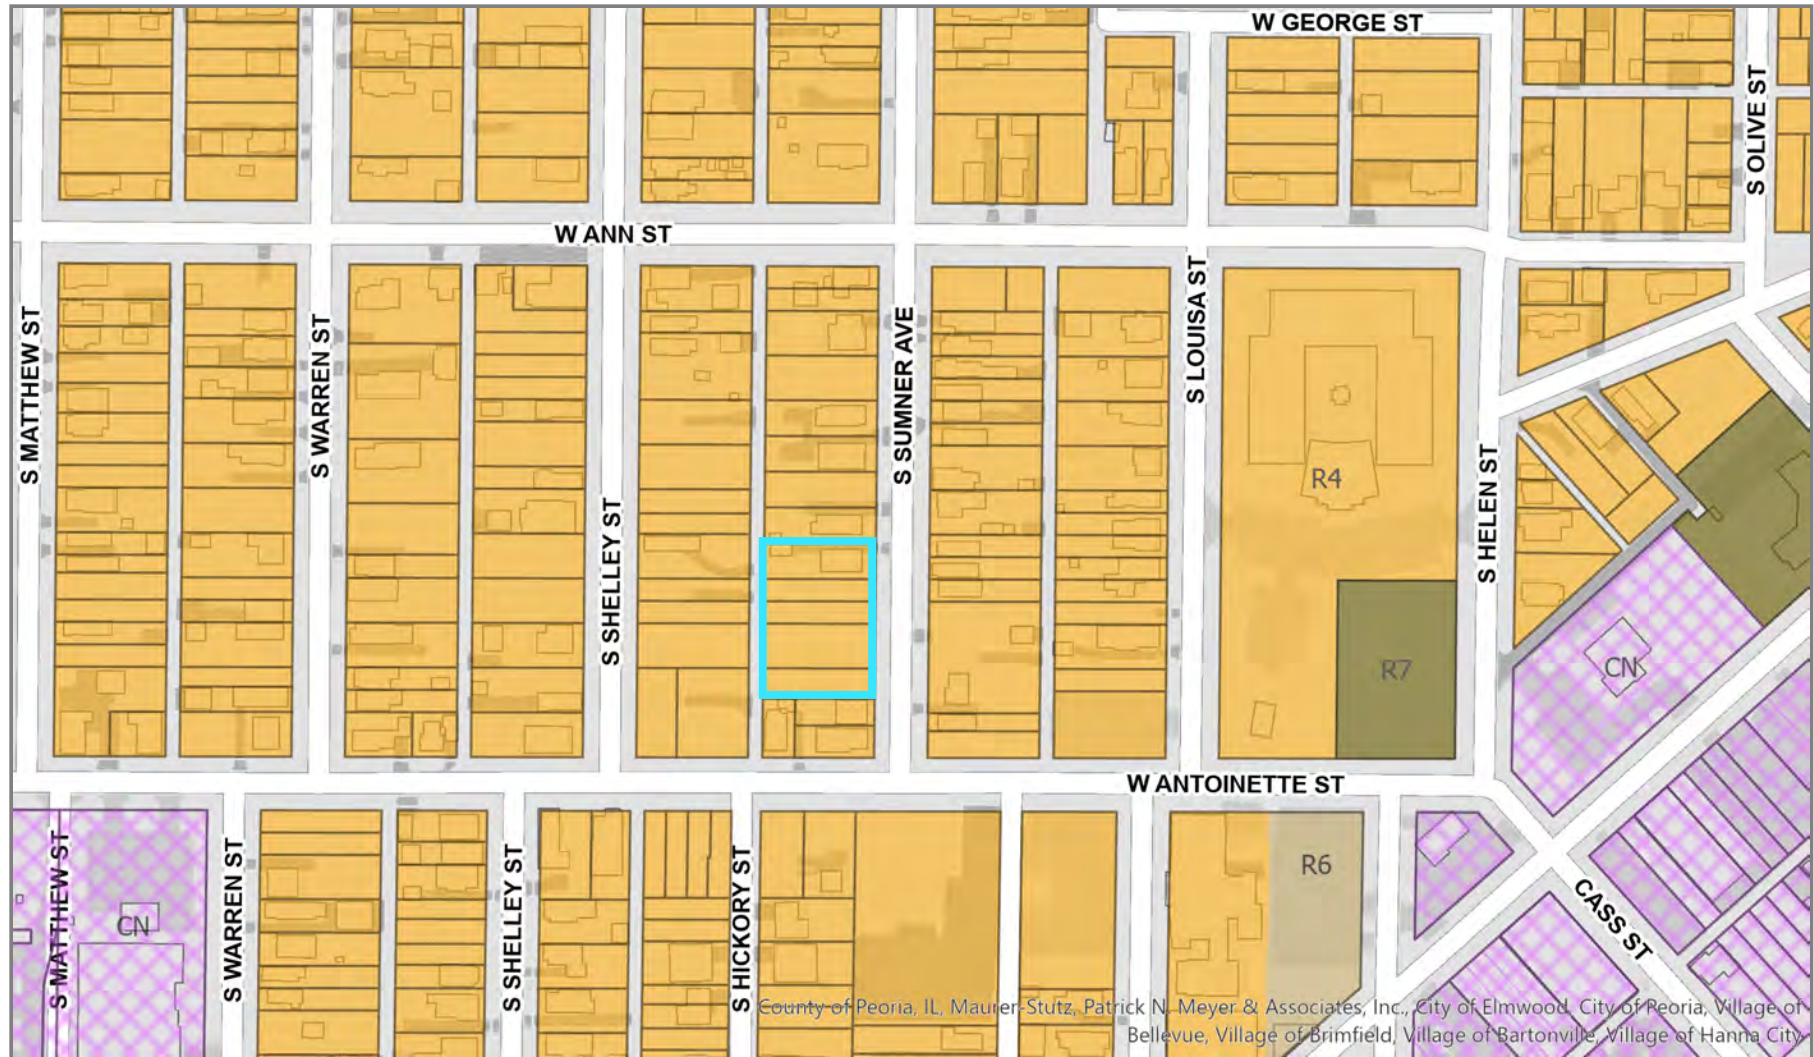 W GEORGE ST
S OLIVE ST
W ANN ST
S MATTHEW ST
S WARREN ST
S SHELLEY ST
S SUMNER AVE
S LOUISA ST
S HELEN ST
R4
R7
CN
W ANTOINETTE ST
S MATTHEW ST
CN
S WARREN ST
S SHELLEY ST
S HICKORY ST
R6
CASS ST
County of Peoria, IL, Maurer-Stutz, Patrick N. Meyer & Associates, Inc., City of Elmwood, City of Peoria, Village of
Bellevue, Village of Brimfield, Village of Bartonville, Village of Hanna City